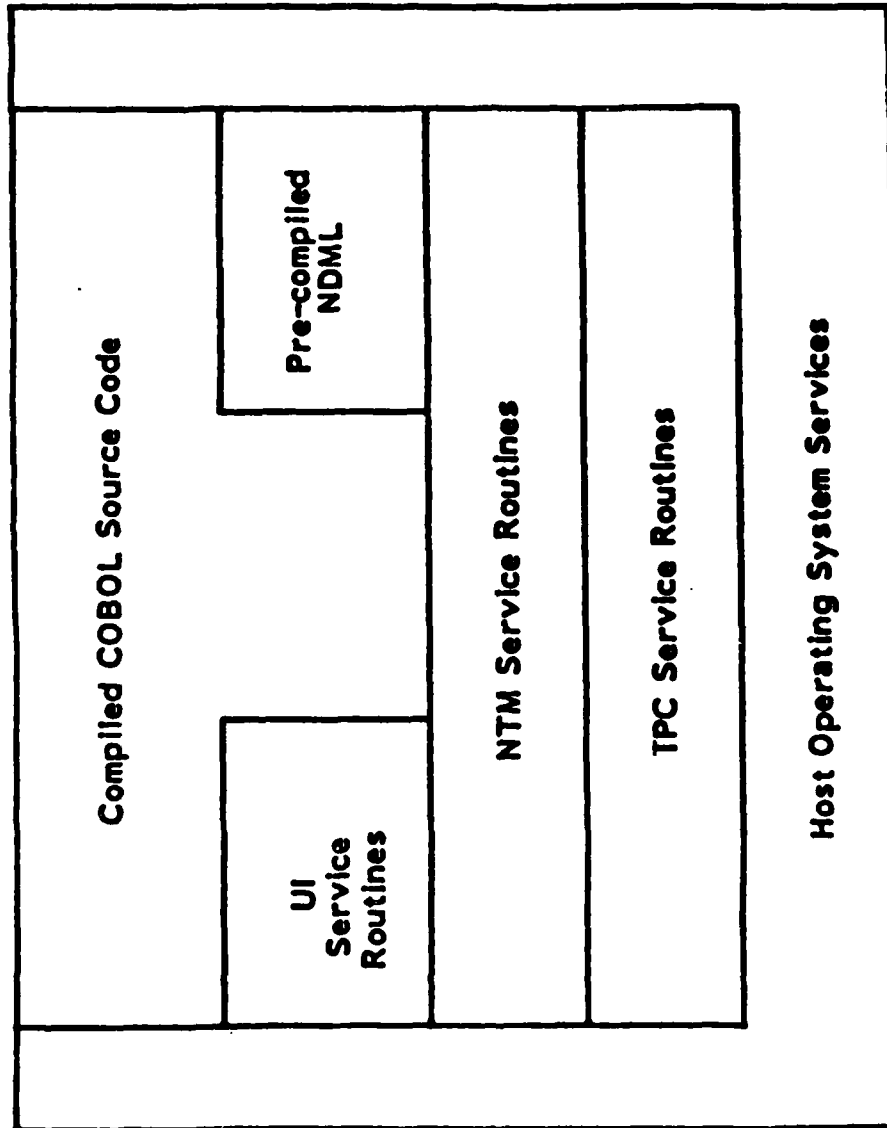 Compiled COBOL Source Code
UI
Service
Routines
Pre-compiled
NDML
NTM Service Routines
TPC Service Routines
Host Operating System Services